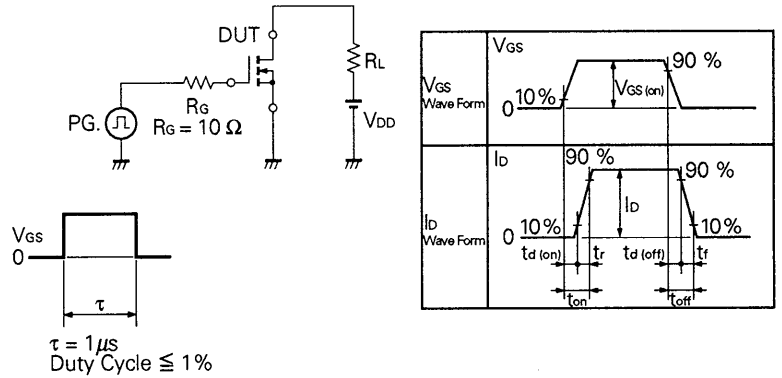 DUT
RL
RG
RG = 10 Ω
PG.
VDD
VGS
0
τ
τ = 1 μs
Duty Cycle ≦ 1%
VGS
Wave Form
VGS
0
10%
VGS (on)
90 %
ID
Wave Form
ID
0
10%
90 %
ID
90 %
10%
td (on)
tr
td (off)
tf
ton
toff